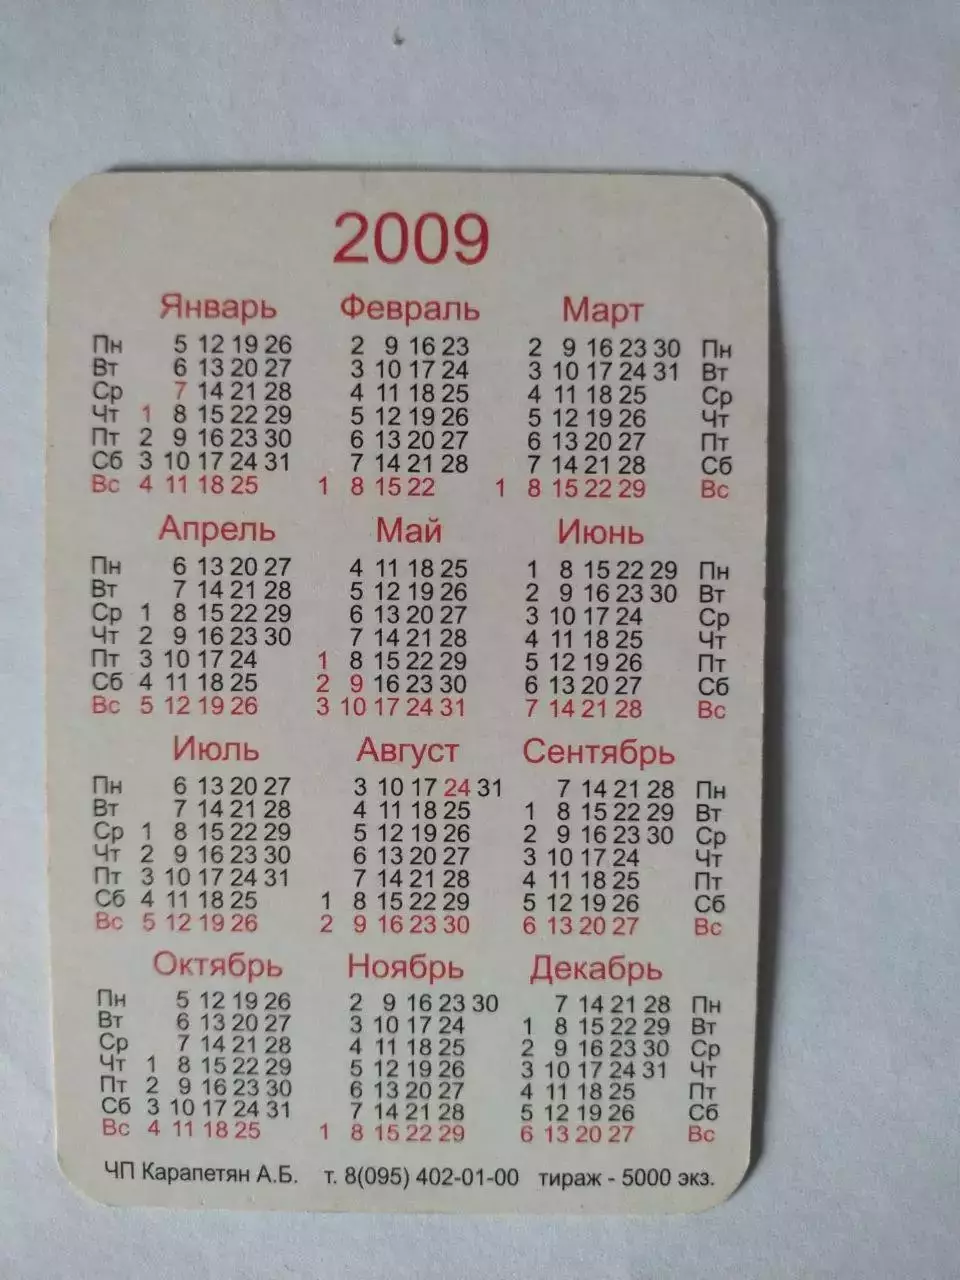 2009
Январь Февраль Март
Пн 5 12 19 26 2 9 16 23 2 9 16 23 30 Пн
Вт 6 13 20 27 3 10 17 24 3 10 17 24 31 Вт
Ср 7 14 21 28 4 11 18 25 4 11 18 25 Ср
Чт 1 8 15 22 29 5 12 19 26 5 12 19 26 Чт
Пт 2 9 16 23 30 6 13 20 27 6 13 20 27 Пт
Сб 3 10 17 24 31 7 14 21 28 7 14 21 28 Сб
Вс 4 11 18 25 1 8 15 22 1 8 15 22 29 Вс
Апрель Май Июнь
Пн 6 13 20 27 4 11 18 25 1 8 15 22 29 Пн
Вт 7 14 21 28 5 12 19 26 2 9 16 23 30 Вт
Ср 1 8 15 22 29 6 13 20 27 3 10 17 24 Ср
Чт 2 9 16 23 30 7 14 21 28 4 11 18 25 Чт
Пт 3 10 17 24 1 8 15 22 29 5 12 19 26 Пт
Сб 4 11 18 25 2 9 16 23 30 6 13 20 27 Сб
Вс 5 12 19 26 3 10 17 24 31 7 14 21 28 Вс
Июль Август Сентябрь
Пн 6 13 20 27 3 10 17 24 31 7 14 21 28 Пн
Вт 7 14 21 28 4 11 18 25 1 8 15 22 29 Вт
Ср 1 8 15 22 29 5 12 19 26 2 9 16 23 30 Ср
Чт 2 9 16 23 30 6 13 20 27 3 10 17 24 Чт
Пт 3 10 17 24 31 7 14 21 28 4 11 18 25 Пт
Сб 4 11 18 25 1 8 15 22 29 5 12 19 26 Сб
Вс 5 12 19 26 2 9 16 23 30 6 13 20 27 Вс
Октябрь Ноябрь Декабрь
Пн 5 12 19 26 2 9 16 23 30 7 14 21 28 Пн
Вт 6 13 20 27 3 10 17 24 1 8 15 22 29 Вт
Ср 7 14 21 28 4 11 18 25 2 9 16 23 30 Ср
Чт 1 8 15 22 29 5 12 19 26 3 10 17 24 31 Чт
Пт 2 9 16 23 30 6 13 20 27 4 11 18 25 Пт
Сб 3 10 17 24 31 7 14 21 28 5 12 19 26 Сб
Вс 4 11 18 25 1 8 15 22 29 6 13 20 27 Вс
ЧП Карапетян А.Б. т. 8(095) 402-01-00 тираж - 5000 экз.